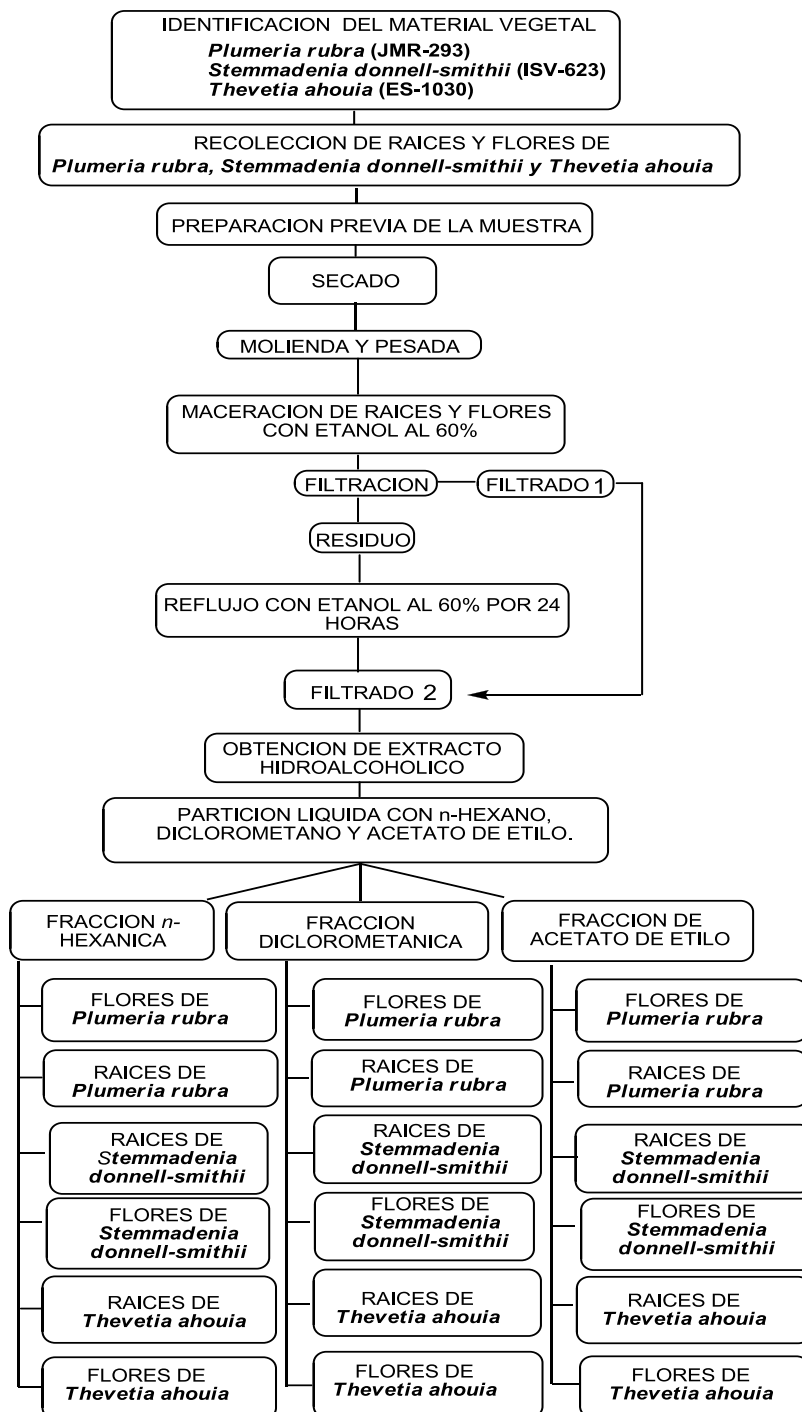 IDENTIFICACION DEL MATERIAL VEGETAL
Plumeria rubra (JMR-293)
Stemmadenia donnell-smithii (ISV-623)
Thevetia ahouia (ES-1030)
RECOLECCION DE RAICES Y FLORES DE
Plumeria rubra, Stemmadenia donnell-smithii y Thevetia ahouia
PREPARACION PREVIA DE LA MUESTRA
SECADO
MOLIENDA Y PESADA
MACERACION DE RAICES Y FLORES
CON ETANOL AL 60%
FILTRACION
FILTRADO 1
RESIDUO
REFLUJO CON ETANOL AL 60% POR 24
HORAS
FILTRADO 2
OBTENCION DE EXTRACTO
HIDROALCOHOLICO
PARTICION LIQUIDA CON n-HEXANO,
DICLOROMETANO Y ACETATO DE ETILO.
FRACCION n-
HEXANICA
FLORES DE
Plumeria rubra
RAICES DE
Plumeria rubra
RAICES DE
Stemmadenia
donnell-smithii
FLORES DE
Stemmadenia
donnell-smithii
RAICES DE
Thevetia ahouia
FLORES DE
Thevetia ahouia
FRACCION
DICLOROMETANICA
FLORES DE
Plumeria rubra
RAICES DE
Plumeria rubra
RAICES DE
Stemmadenia
donnell-smithii
FLORES DE
Stemmadenia
donnell-smithii
RAICES DE
Thevetia ahouia
FLORES DE
Thevetia ahouia
FRACCION DE
ACETATO DE ETILO
FLORES DE
Plumeria rubra
RAICES DE
Plumeria rubra
RAICES DE
Stemmadenia
donnell-smithii
FLORES DE
Stemmadenia
donnell-smithii
RAICES DE
Thevetia ahouia
FLORES DE
Thevetia ahouia